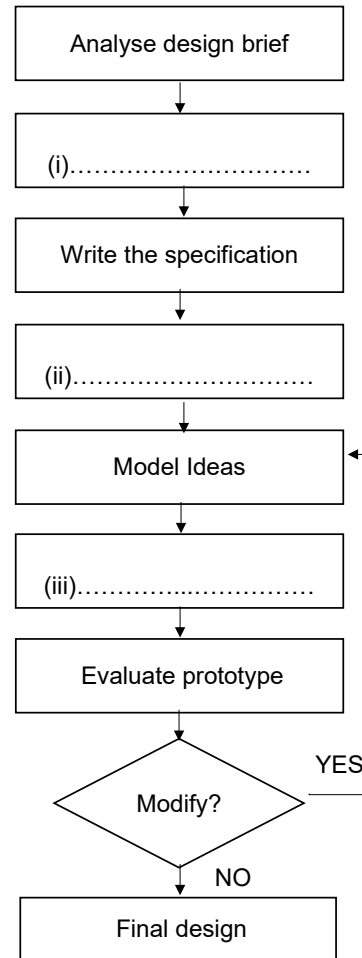 Analyse design brief
(i)................................
Write the specification
(ii)................................
Model Ideas
(iii)................................
Evaluate prototype
YES
Modify?
NO
Final design